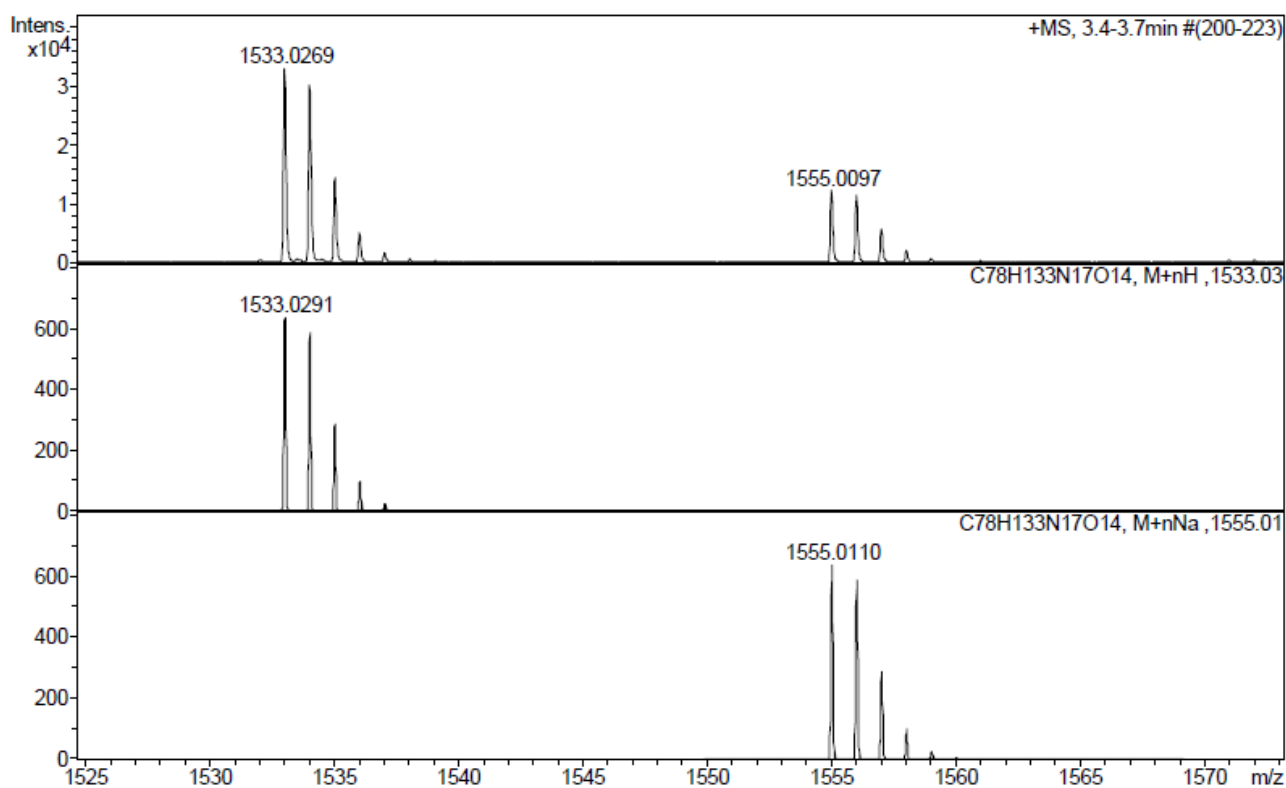 Intens.
x10⁴
+MS, 3.4-3.7min #(200-223)
1533.0269
1555.0097
3
2
1
0
C78H133N17O14, M+nH ,1533.03
1533.0291
600
400
200
0
C78H133N17O14, M+nNa ,1555.01
1555.0110
600
400
200
0
1525 1530 1535 1540 1545 1550 1555 1560 1565 1570 m/z